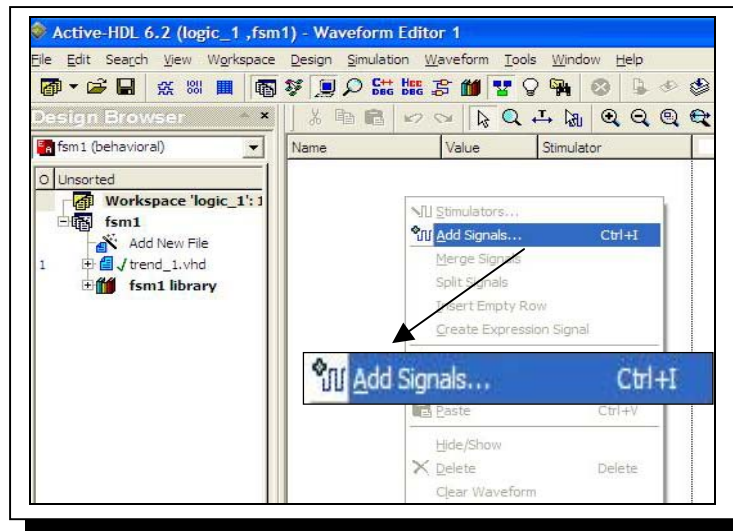 Active-HDL 6.2 (logic_1 ,fsm1) - Waveform Editor 1
File Edit Search View Workspace Design Simulation Waveform Tools Window Help
C++ DBG HDL DBG
Design Browser
fsm1 (behavioral)
Name Value Stimulator
O Unsorted
Workspace 'logic_1': 1
fsm1
Add New File
1 trend_1.vhd
fsm1 library
Stimulators...
Add Signals... Ctrl+I
Merge Signals
Split Signals
Insert Empty Row
Create Expression Signal
Add Signals... Ctrl+I
Paste Ctrl+V
Hide/Show
Delete Delete
Clear Waveform